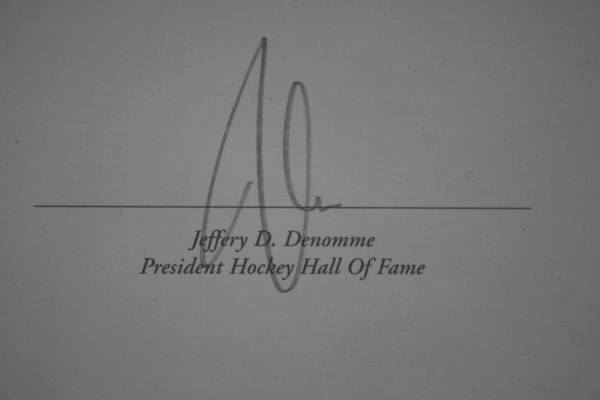 Jeffery D. Denomme
President Hockey Hall Of Fame